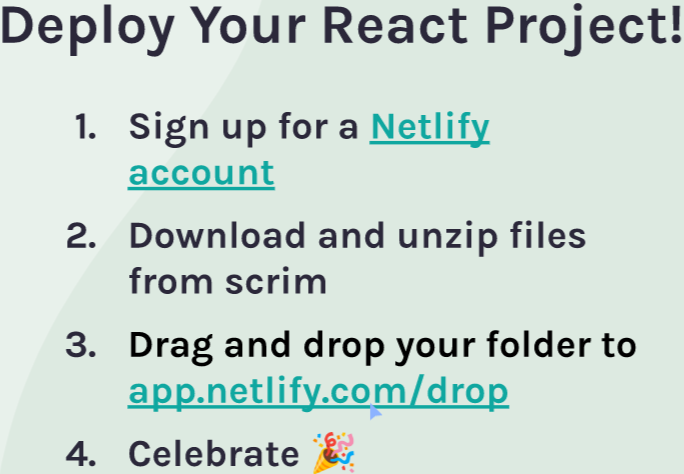 Deploy Your React Project!
1. Sign up for a Netlify
account
2. Download and unzip files
from scrim
3. Drag and drop your folder to
app.netlify.com/drop
4. Celebrate 🎉